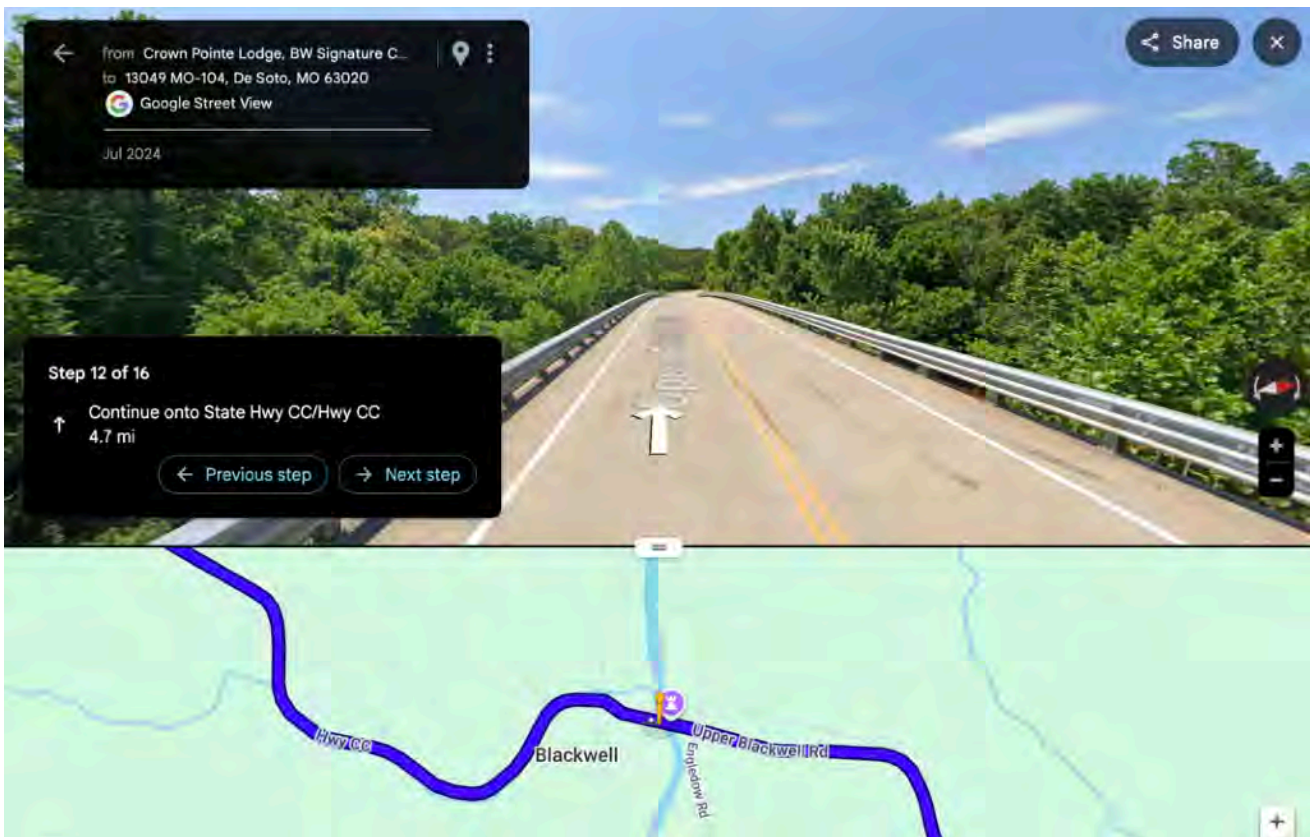 from Crown Pointe Lodge, BW Signature C...
to 13049 MO-104, De Soto, MO 63020
Google Street View
Jul 2024
Share
Step 12 of 16
Continue onto State Hwy CC/Hwy CC
4.7 mi
Previous step
Next step
Hwy CC
Blackwell
Upper Blackwel Rd
Engledow Rd